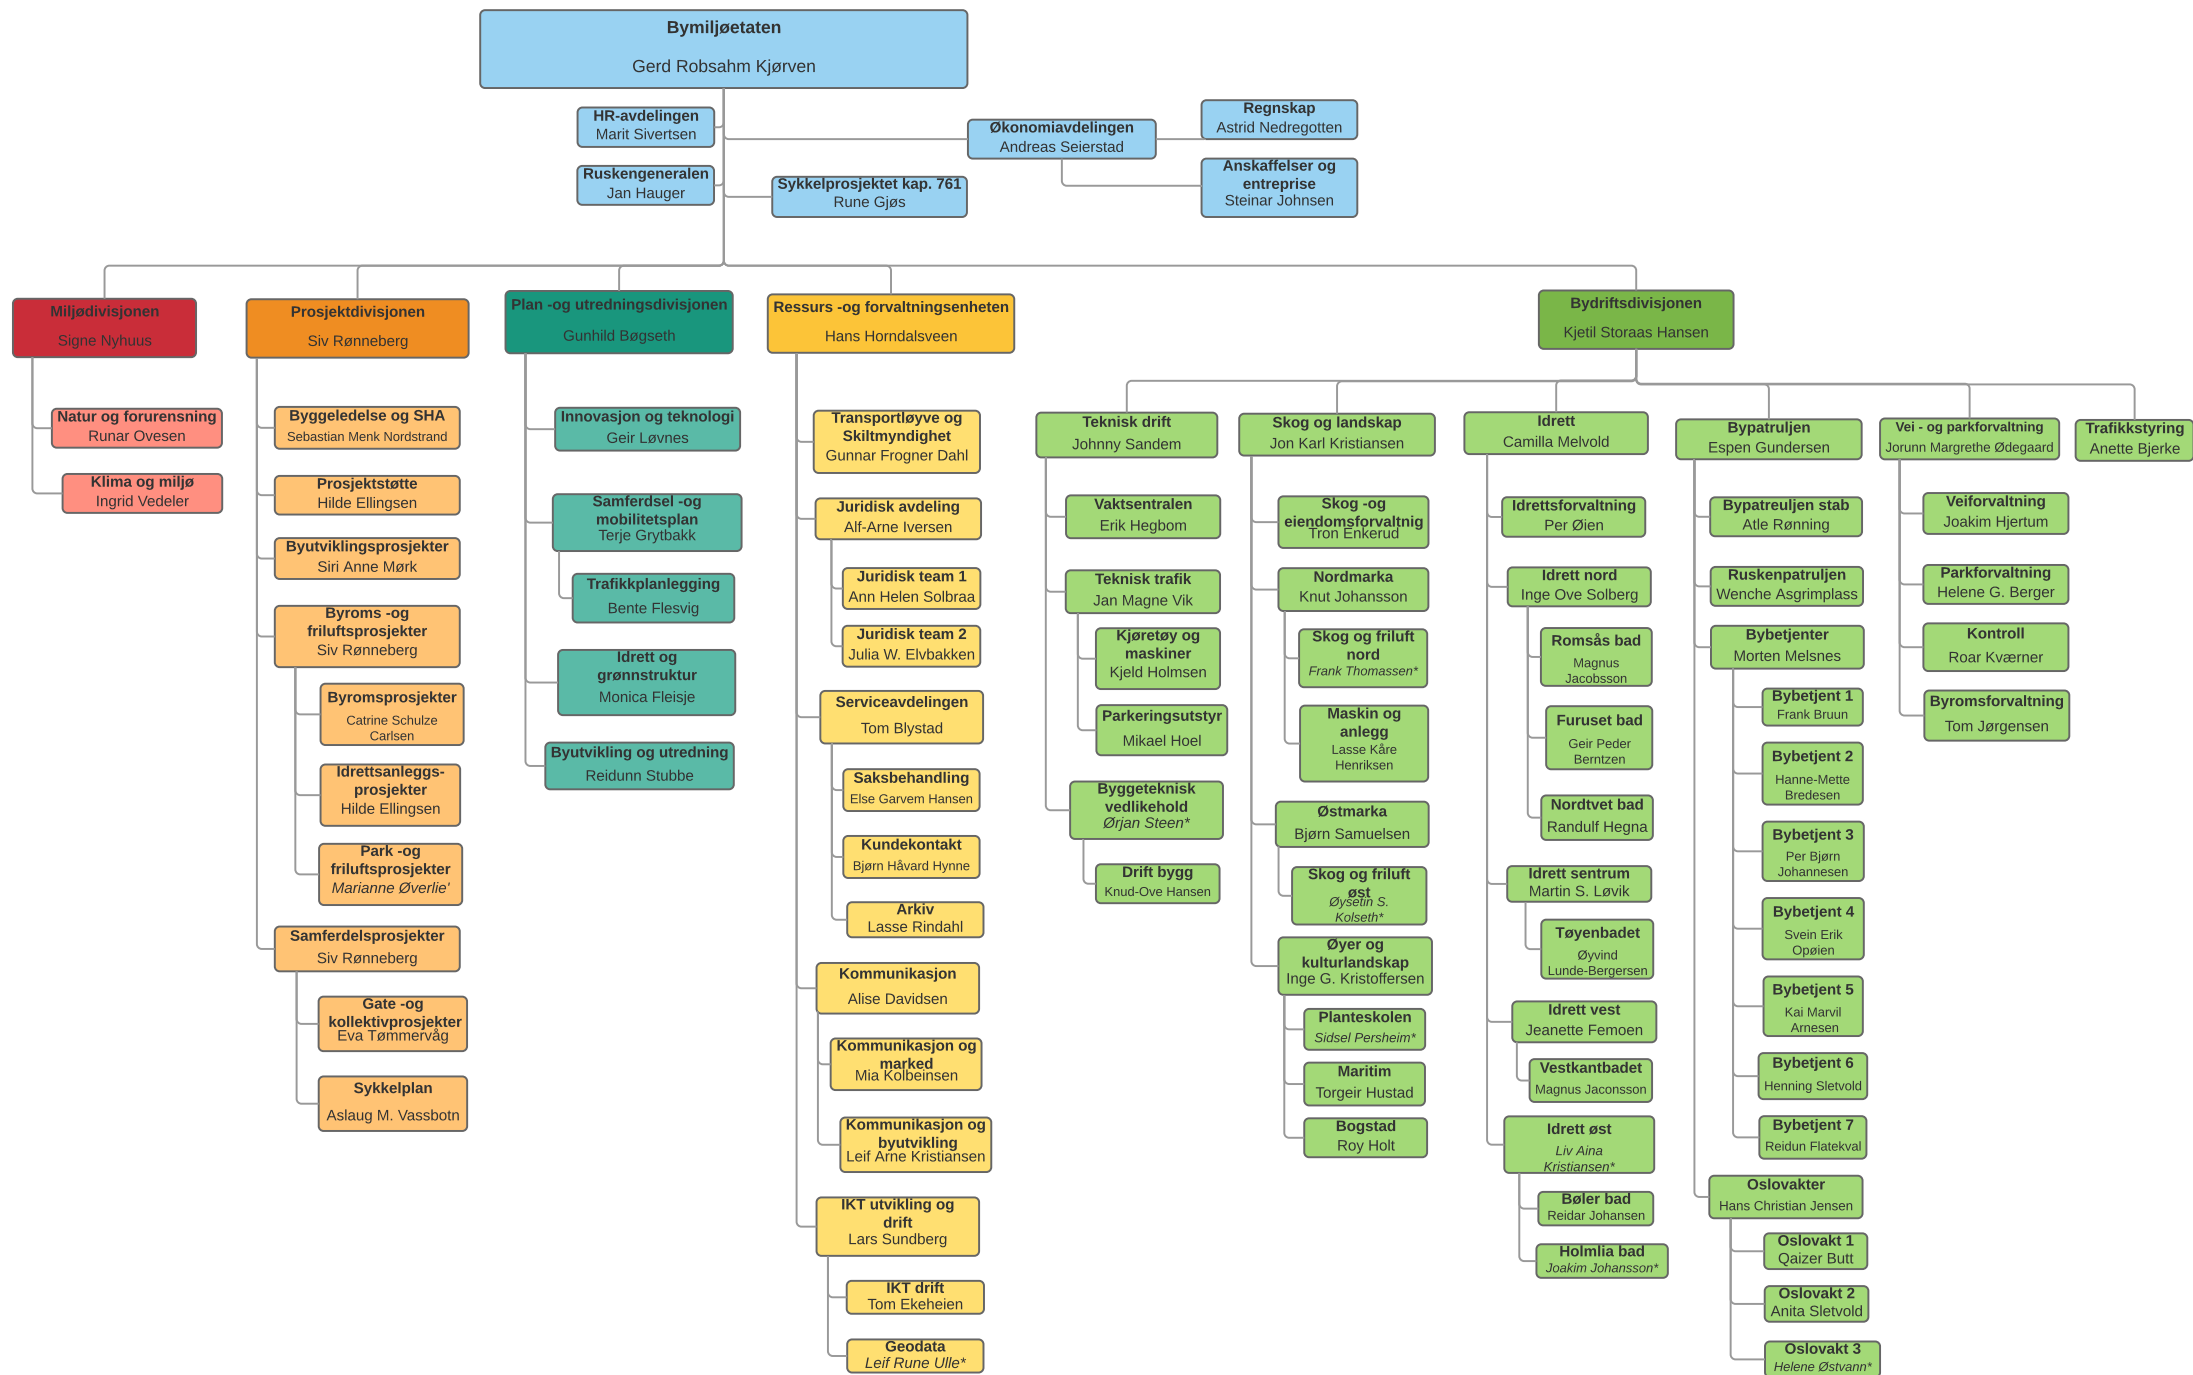 Bymiljøetaten
Gerd Robsahm Kjørven
HR-avdelingen
Marit Sivertsen
Ruskengeneralen
Jan Hauger
Økonomiavdelingen
Andreas Seierstad
Regnskap
Astrid Nedregotten
Anskaffelser og
entreprise
Steinar Johnsen
Sykkelprosjektet kap. 761
Rune Gjøs
Miljødivisjonen
Signe Nyhuus
Natur og forurensning
Runar Ovesen
Klima og miljø
Ingrid Vedeler
Prosjektdivisjonen
Siv Rønneberg
Byggeledelse og SHA
Sebastian Menk Nordstrand
Prosjektstøtte
Hilde Ellingsen
Byutviklingsprosjekter
Siri Anne Mørk
Byroms -og
friluftsprosjekter
Siv Rønneberg
Byromsprosjekter
Catrine Schulze
Carlsen
Idrettsanleggs-
prosjekter
Hilde Ellingsen
Park -og
friluftsprosjekter
Marianne Øverlie'
Samferdelsprosjekter
Siv Rønneberg
Gate -og
kollektivprosjekter
Eva Tømmervåg
Sykkelplan
Aslaug M. Vassbotn
Plan -og utredningsdivisjonen
Gunhild Bøgseth
Innovasjon og teknologi
Geir Løvnes
Samferdsel -og
mobilitetsplan
Terje Grytbakk
Trafikkplanlegging
Bente Flesvig
Idrett og
grønnstruktur
Monica Fleisje
Byutvikling og utredning
Reidunn Stubbe
Ressurs -og forvaltningsenheten
Hans Horndalsveen
Transportløyve og
Skiltmyndighet
Gunnar Frogner Dahl
Juridisk avdeling
Alf-Arne Iversen
Juridisk team 1
Ann Helen Solbraa
Juridisk team 2
Julia W. Elvbakken
Serviceavdelingen
Tom Blystad
Saksbehandling
Else Garvem Hansen
Kundekontakt
Bjørn Håvard Hynne
Arkiv
Lasse Rindahl
Kommunikasjon
Alise Davidsen
Kommunikasjon og
marked
Mia Kolbeinsen
Kommunikasjon og
byutvikling
Leif Arne Kristiansen
IKT utvikling og
drift
Lars Sundberg
IKT drift
Tom Ekeheien
Geodata
Leif Rune Ulle*
Bydriftsdivisjonen
Kjetil Storaas Hansen
Teknisk drift
Johnny Sandem
Vaktsentralen
Erik Hegbom
Teknisk trafik
Jan Magne Vik
Kjøretøy og
maskiner
Kjeld Holmsen
Parkeringsutstyr
Mikael Hoel
Byggeteknisk
vedlikehold
Ørjan Steen*
Drift bygg
Knud-Ove Hansen
Skog og landskap
Jon Karl Kristiansen
Skog -og
eiendomsforvaltnig
Tron Enkerud
Nordmarka
Knut Johansson
Skog og friluft
nord
Frank Thomassen*
Maskin og
anlegg
Lasse Kåre
Henriksen
Østmarka
Bjørn Samuelsen
Skog og friluft
øst
Øysetin S.
Kolseth*
Øyer og
kulturlandskap
Inge G. Kristoffersen
Planteskolen
Sidsel Persheim*
Maritim
Torgeir Hustad
Bogstad
Roy Holt
Idrett
Camilla Melvold
Idrettsforvaltning
Per Øien
Idrett nord
Inge Ove Solberg
Romsås bad
Magnus
Jacobsson
Furuset bad
Geir Peder
Berntzen
Nordtvet bad
Randulf Hegna
Idrett sentrum
Martin S. Løvik
Tøyenbadet
Øyvind
Lunde-Bergersen
Idrett vest
Jeanette Femoen
Vestkantbadet
Magnus Jaconsson
Idrett øst
Liv Aina
Kristiansen*
Bøler bad
Reidar Johansen
Holmlia bad
Joakim Johansson*
Bypatruljen
Espen Gundersen
Bypatreuljen stab
Atle Rønning
Ruskenpatruljen
Wenche Asgrimplass
Bybetjenter
Morten Melsnes
Bybetjent 1
Frank Bruun
Bybetjent 2
Hanne-Mette
Bredesen
Bybetjent 3
Per Bjørn
Johannesen
Bybetjent 4
Svein Erik
Opøien
Bybetjent 5
Kai Marvil
Arnesen
Bybetjent 6
Henning Sletvold
Bybetjent 7
Reidun Flatekval
Oslovakter
Hans Christian Jensen
Oslovakt 1
Qaizer Butt
Oslovakt 2
Anita Sletvold
Oslovakt 3
Helene Østvann*
Vei - og parkforvaltning
Jorunn Margrethe Ødegaard
Veiforvaltning
Joakim Hjertum
Parkforvaltning
Helene G. Berger
Kontroll
Roar Kværner
Byromsforvaltning
Tom Jørgensen
Trafikkstyring
Anette Bjerke